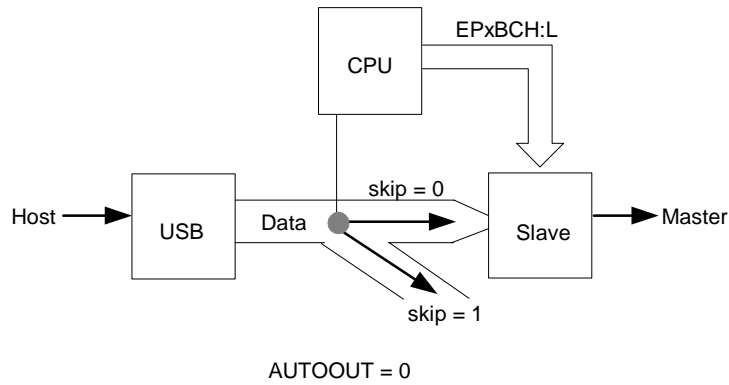 EPxBCH:L
CPU
skip = 0
Host
USB
Data
Slave
Master
skip = 1
AUTOOUT = 0